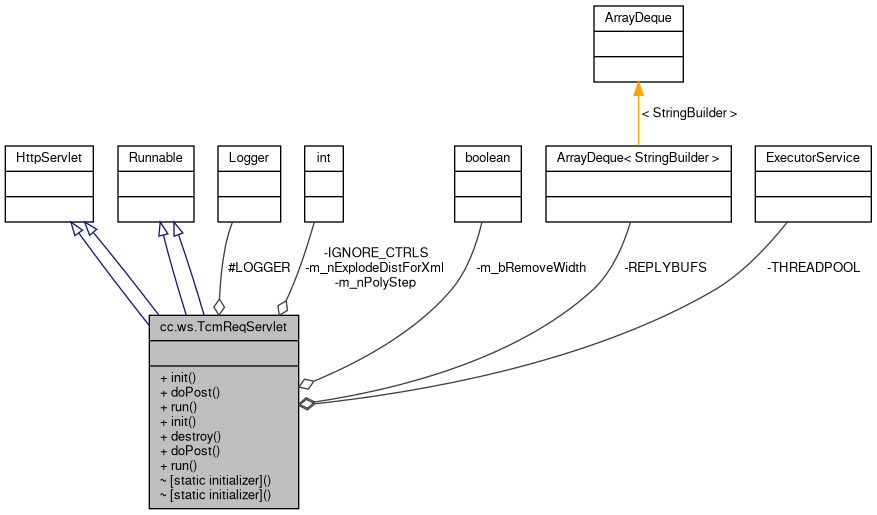 ArrayDeque
< StringBuilder >
HttpServlet
Runnable
Logger
int
boolean
ArrayDeque< StringBuilder >
ExecutorService
#LOGGER
-IGNORE_CTRLS
-m_nExplodeDistForXml
-m_nPolyStep
-m_bRemoveWidth
-REPLYBUFS
-THREADPOOL
cc.ws.TcmReqServlet
+ init()
+ doPost()
+ run()
+ init()
+ destroy()
+ doPost()
+ run()
~ [static initializer]()
~ [static initializer]()